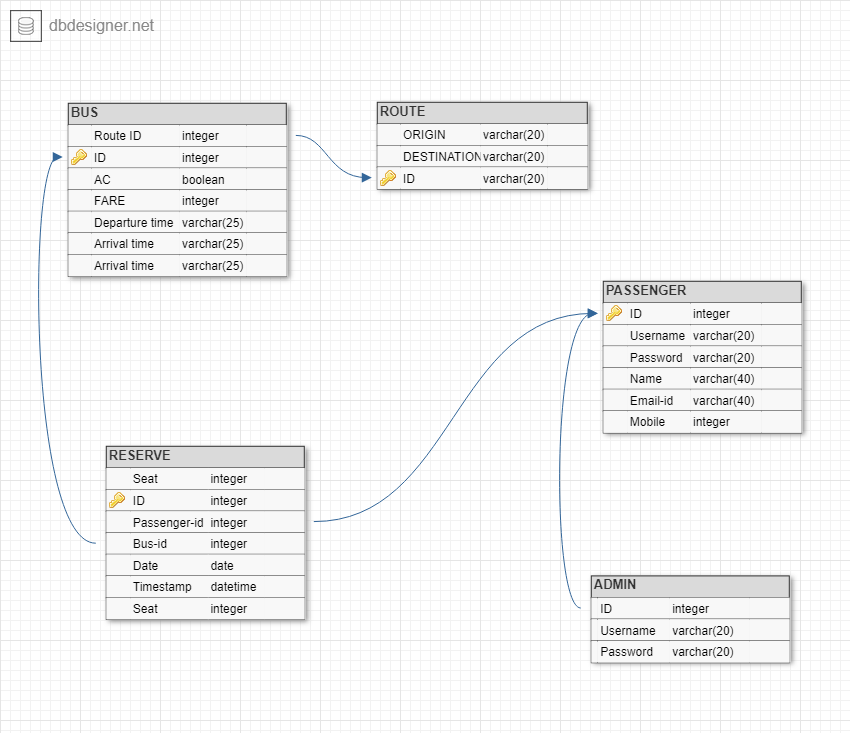 dbdesigner.net
BUS
Route ID integer
ID integer
AC boolean
FARE integer
Departure time varchar(25)
Arrival time varchar(25)
Arrival time varchar(25)
ROUTE
ORIGIN varchar(20)
DESTINATION varchar(20)
ID varchar(20)
PASSENGER
ID integer
Username varchar(20)
Password varchar(20)
Name varchar(40)
Email-id varchar(40)
Mobile integer
RESERVE
Seat integer
ID integer
Passenger-id integer
Bus-id integer
Date date
Timestamp datetime
Seat integer
ADMIN
ID integer
Username varchar(20)
Password varchar(20)